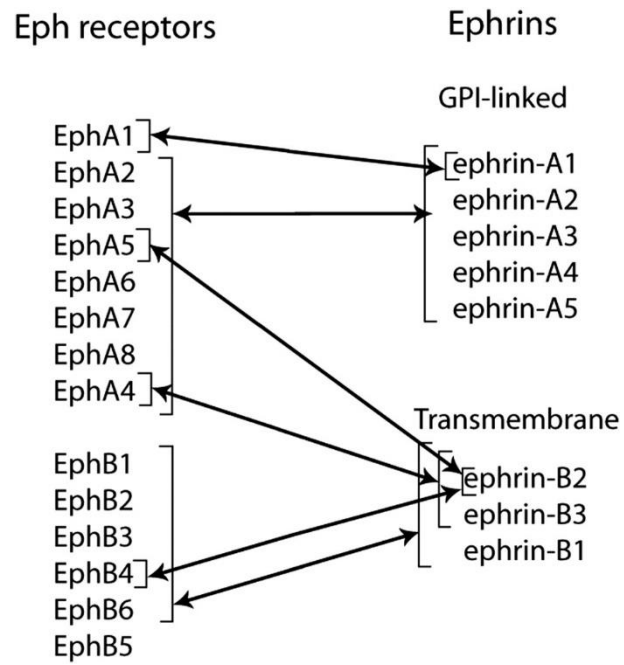 Eph receptors
Ephrins
GPI-linked
EphA1
EphA2
EphA3
EphA5
EphA6
EphA7
EphA8
EphA4
EphB1
EphB2
EphB3
EphB4
EphB6
EphB5
ephrin-A1
ephrin-A2
ephrin-A3
ephrin-A4
ephrin-A5
Transmembrane
ephrin-B2
ephrin-B3
ephrin-B1